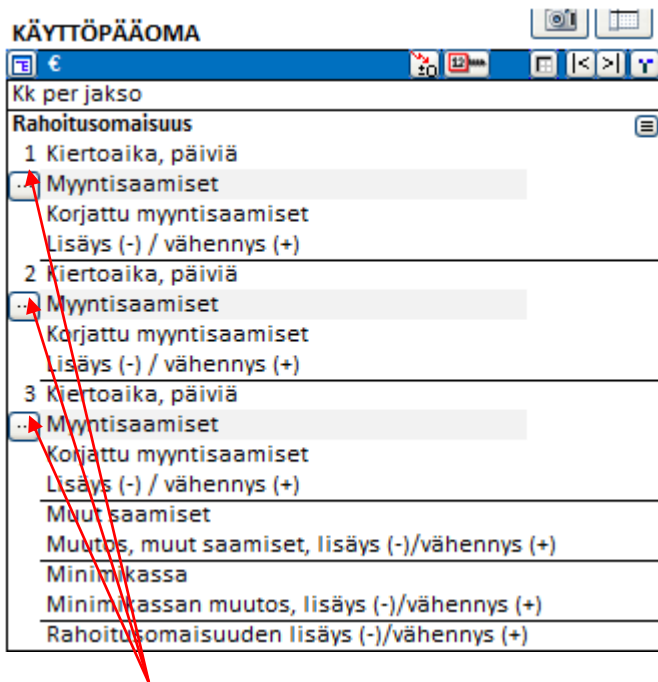 KÄYTTÖPÄÄOMA
€
Kk per jakso
Rahoitusomaisuus
1 Kiertoaika, päiviä
... Myyntisaamiset
Korjattu myyntisaamiset
Lisäys (-) / vähennys (+)
2 Kiertoaika, päiviä
... Myyntisaamiset
Korjattu myyntisaamiset
Lisäys (-) / vähennys (+)
3 Kiertoaika, päiviä
... Myyntisaamiset
Korjattu myyntisaamiset
Lisäys (-) / vähennys (+)
Muut saamiset
Muutos, muut saamiset, lisäys (-)/vähennys (+)
Minimikassa
Minimikassan muutos, lisäys (-)/vähennys (+)
Rahoitusomaisuuden lisäys (-)/vähennys (+)